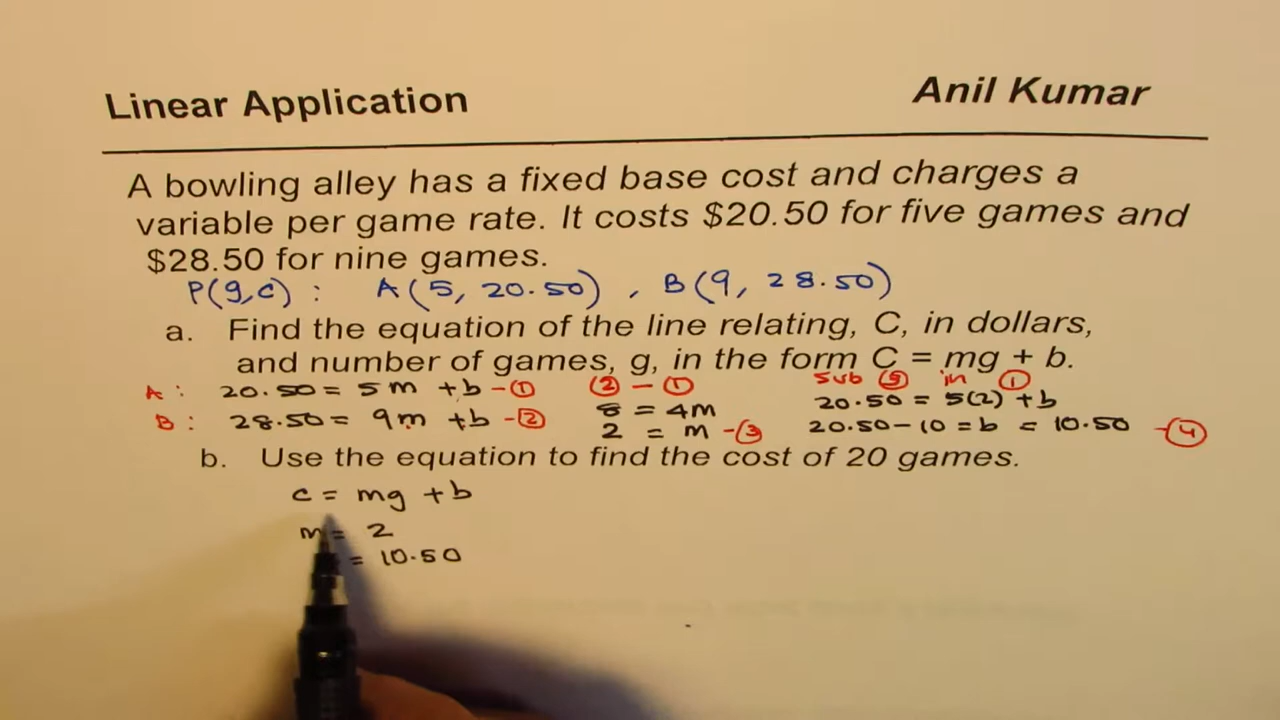 Linear Application
Anil Kumar
A bowling alley has a fixed base cost and charges a
variable per game rate. It costs $20.50 for five games and
$28.50 for nine games.
P(g,c) : A(5, 20.50) , B(9, 28.50)
a. Find the equation of the line relating, C, in dollars,
and number of games, g, in the form C = mg + b.
A : 20.50 = 5m + b - ①
B : 28.50 = 9m + b - ②
② - ①
8 = 4m
2 = m - ③
Sub ③ in ①
20.50 = 5(2) + b
20.50 - 10 = b = 10.50 - ④
b. Use the equation to find the cost of 20 games.
c = mg + b
m = 2
= 10.50